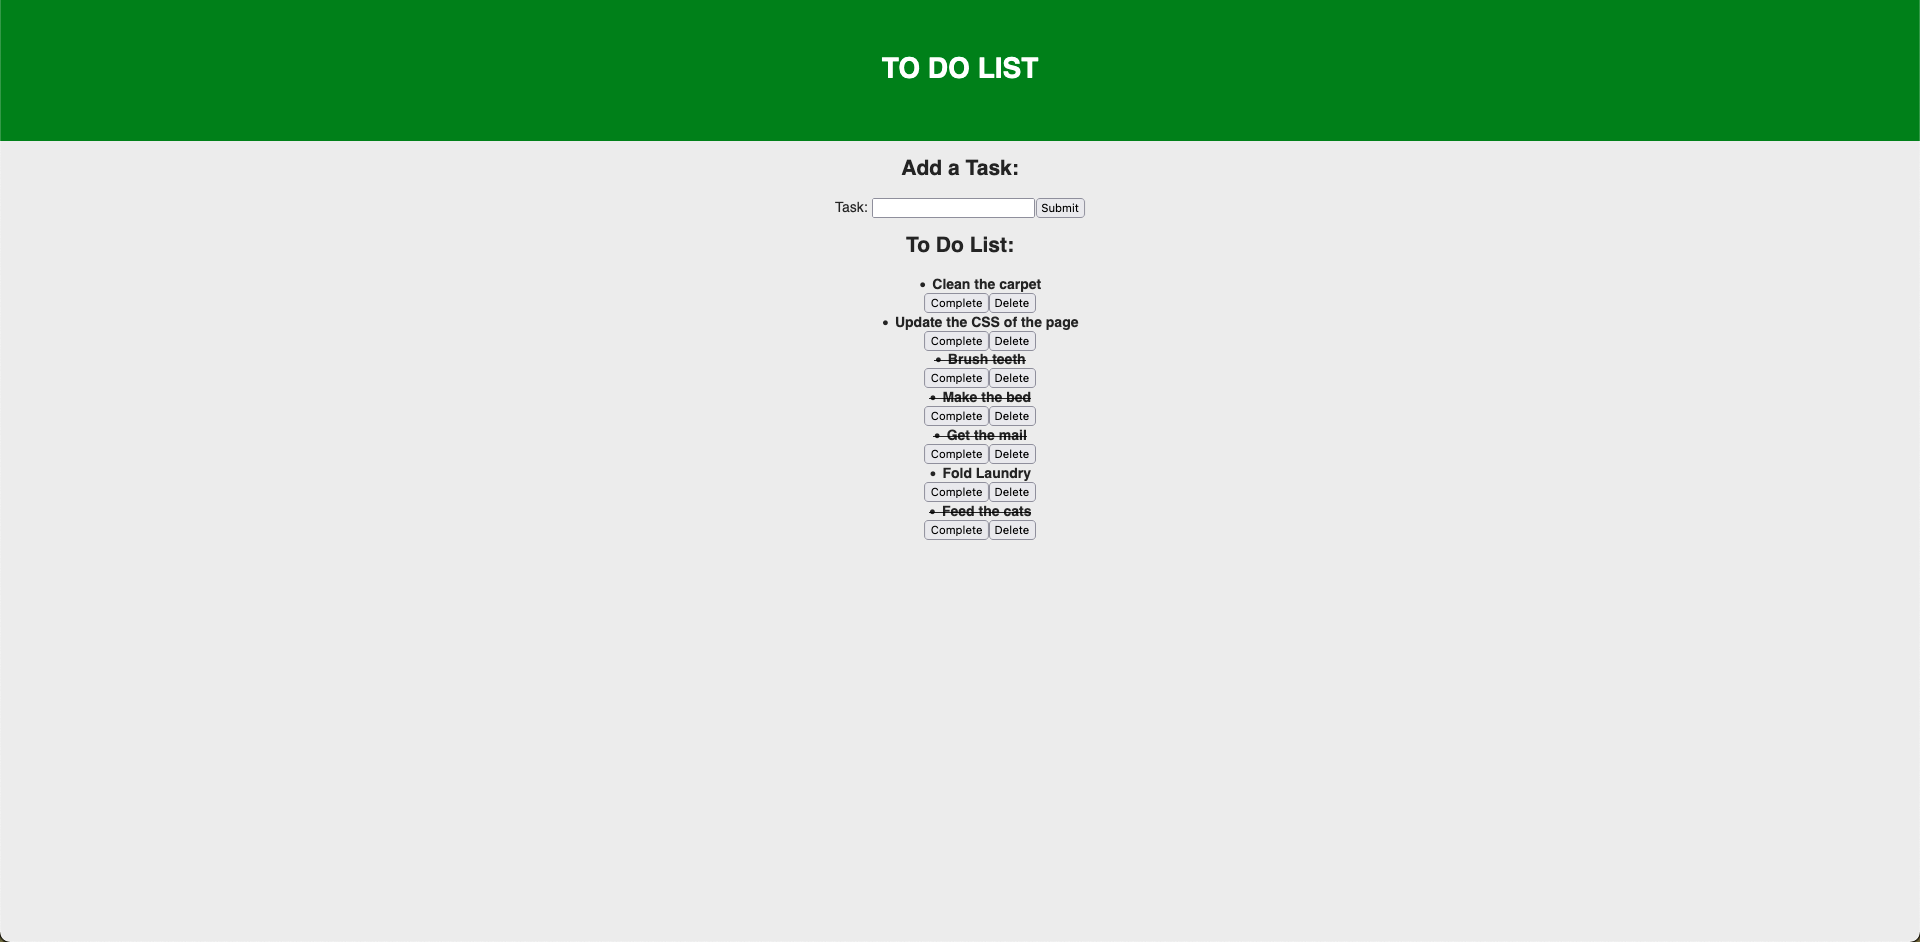 TO DO LIST
Add a Task:
Task: Submit
To Do List:
• Clean the carpet
Complete Delete
• Update the CSS of the page
Complete Delete
• Brush teeth
Complete Delete
• Make the bed
Complete Delete
• Get the mail
Complete Delete
• Fold Laundry
Complete Delete
• Feed the cats
Complete Delete